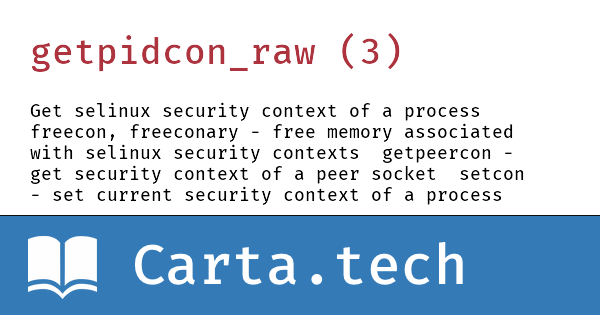 getpidcon_raw (3)
Get selinux security context of a process
freecon, freeconary - free memory associated
with selinux security contexts  getpeercon -
get security context of a peer socket  setcon
- set current security context of a process
Carta.tech